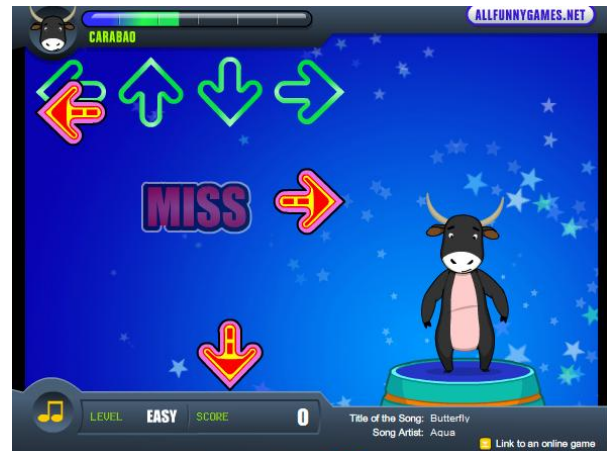 ALLFUNNYGAMES.NET
CARABAO
MISS
LEVEL EASY SCORE 0
Title of the Song: Butterfly
Song Artist: Aqua
Link to an online game